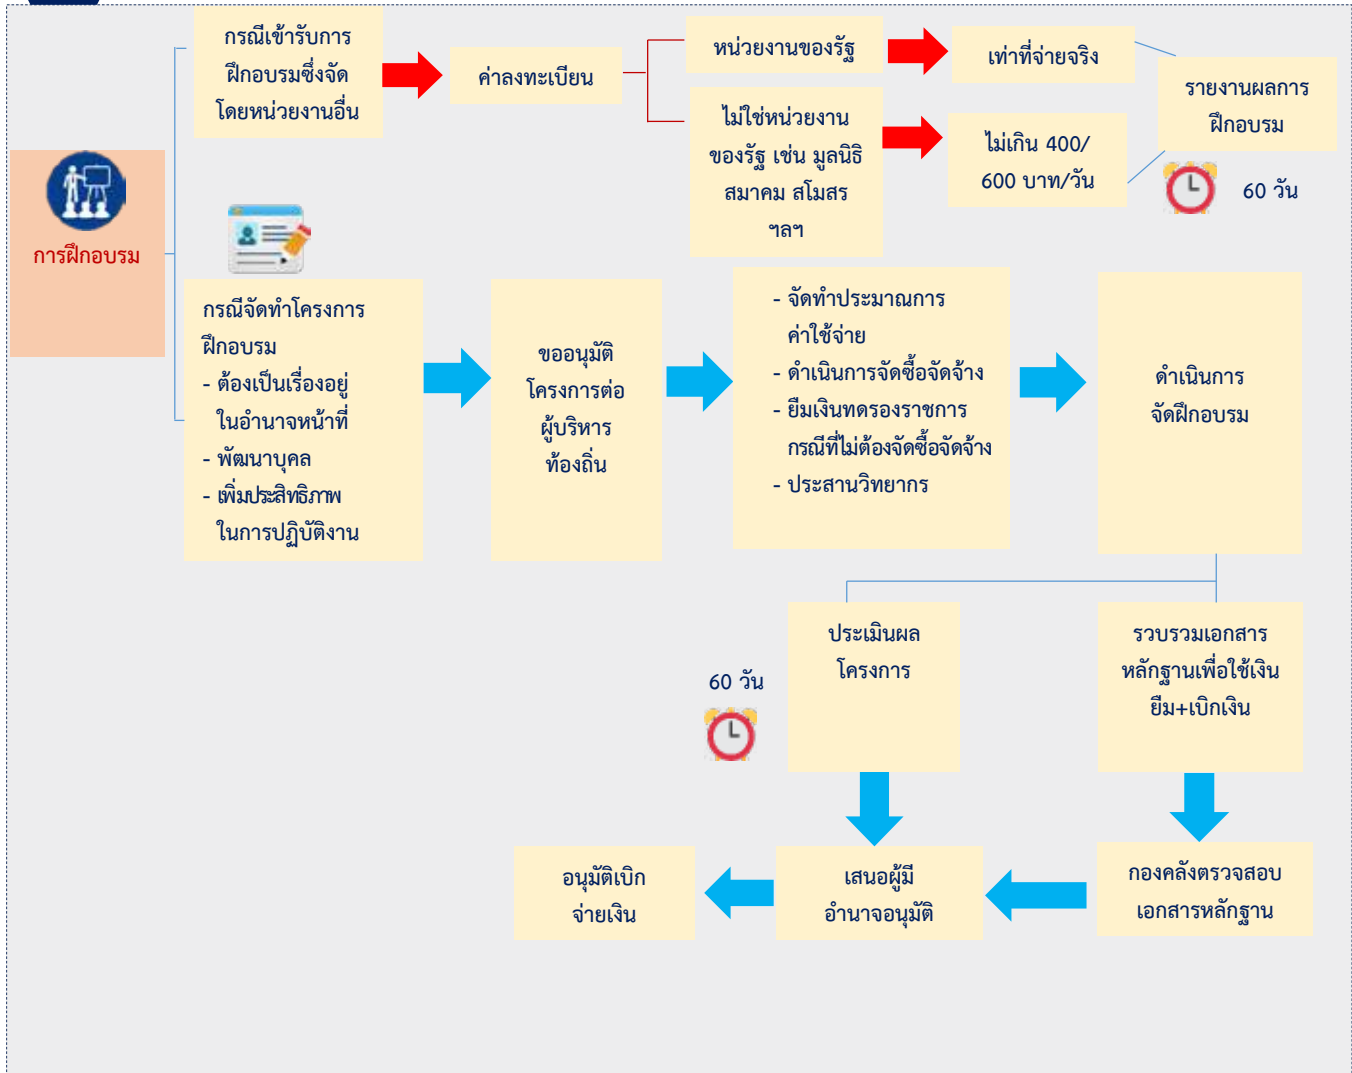 การฝึกอบรม
กรณีเข้ารับการ
ฝึกอบรมซึ่งจัด
โดยหน่วยงานอื่น
ค่าลงทะเบียน
หน่วยงานของรัฐ
เท่าที่จ่ายจริง
ไม่ใช่หน่วยงาน
ของรัฐ เช่น มูลนิธิ
สมาคม สโมสร
ฯลฯ
ไม่เกิน 400/
600 บาท/วัน
รายงานผลการ
ฝึกอบรม
60 วัน
กรณีจัดทำโครงการ
ฝึกอบรม
- ต้องเป็นเรื่องอยู่
ในอำนาจหน้าที่
- พัฒนาบุคล
- เพิ่มประสิทธิภาพ
ในการปฏิบัติงาน
ขออนุมัติ
โครงการต่อ
ผู้บริหาร
ท้องถิ่น
- จัดทำประมาณการ
ค่าใช้จ่าย
- ดำเนินการจัดซื้อจัดจ้าง
- ยืมเงินทดรองราชการ
กรณีที่ไม่ต้องจัดซื้อจัดจ้าง
- ประสานวิทยากร
ดำเนินการ
จัดฝึกอบรม
ประเมินผล
โครงการ
60 วัน
รวบรวมเอกสาร
หลักฐานเพื่อใช้เงิน
ยืม+เบิกเงิน
กองคลังตรวจสอบ
เอกสารหลักฐาน
เสนอผู้มี
อำนาจอนุมัติ
อนุมัติเบิก
จ่ายเงิน